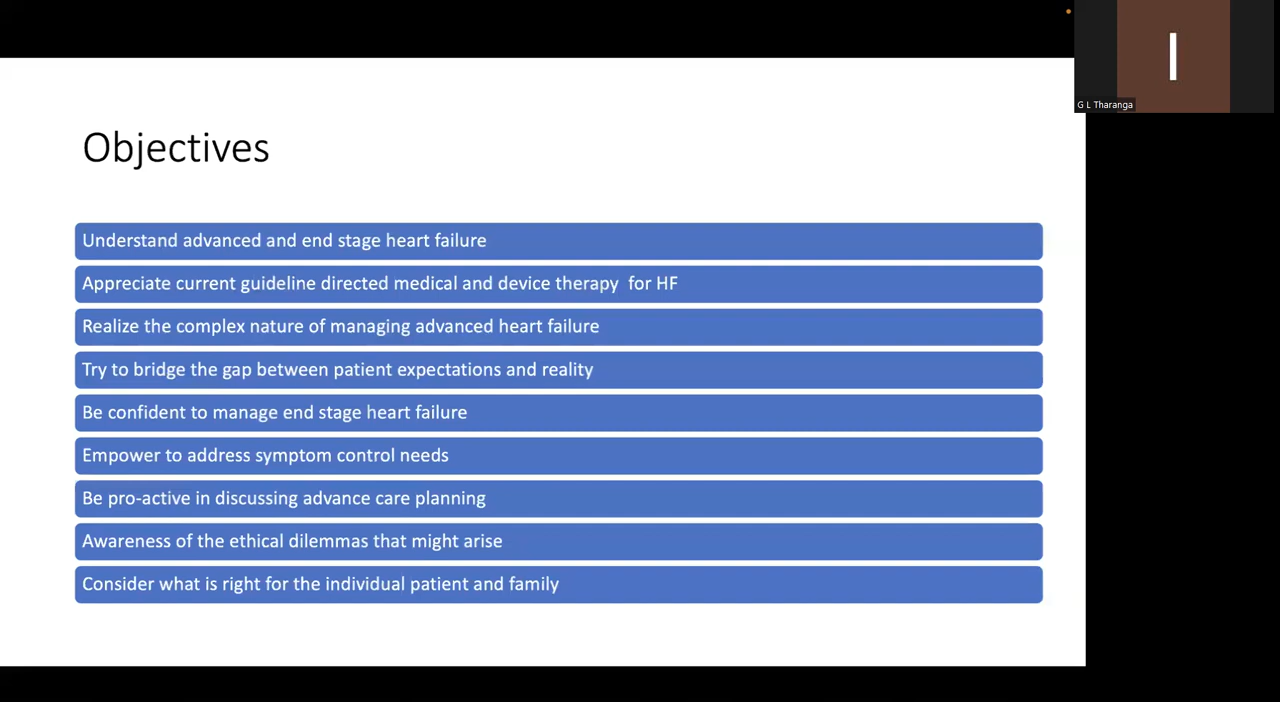 I
G L Tharanga
Objectives
Understand advanced and end stage heart failure
Appreciate current guideline directed medical and device therapy  for HF
Realize the complex nature of managing advanced heart failure
Try to bridge the gap between patient expectations and reality
Be confident to manage end stage heart failure
Empower to address symptom control needs
Be pro-active in discussing advance care planning
Awareness of the ethical dilemmas that might arise
Consider what is right for the individual patient and family